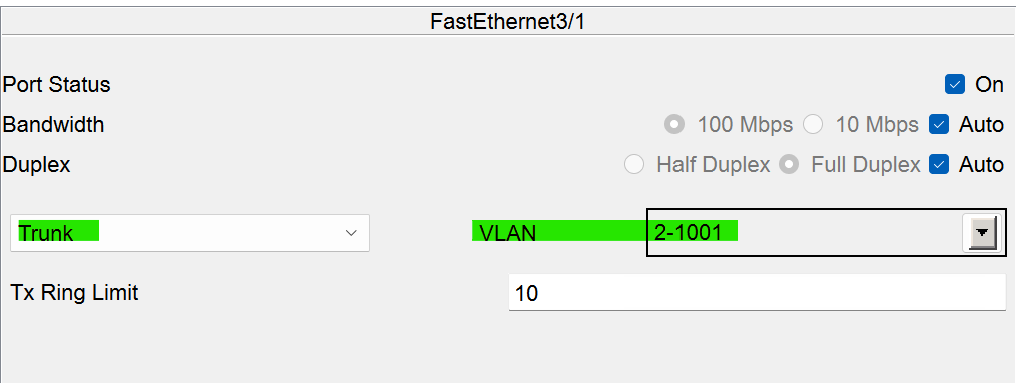 FastEthernet3/1
Port Status On
Bandwidth 100 Mbps 10 Mbps Auto
Duplex Half Duplex Full Duplex Auto
Trunk VLAN 2-1001
Tx Ring Limit 10